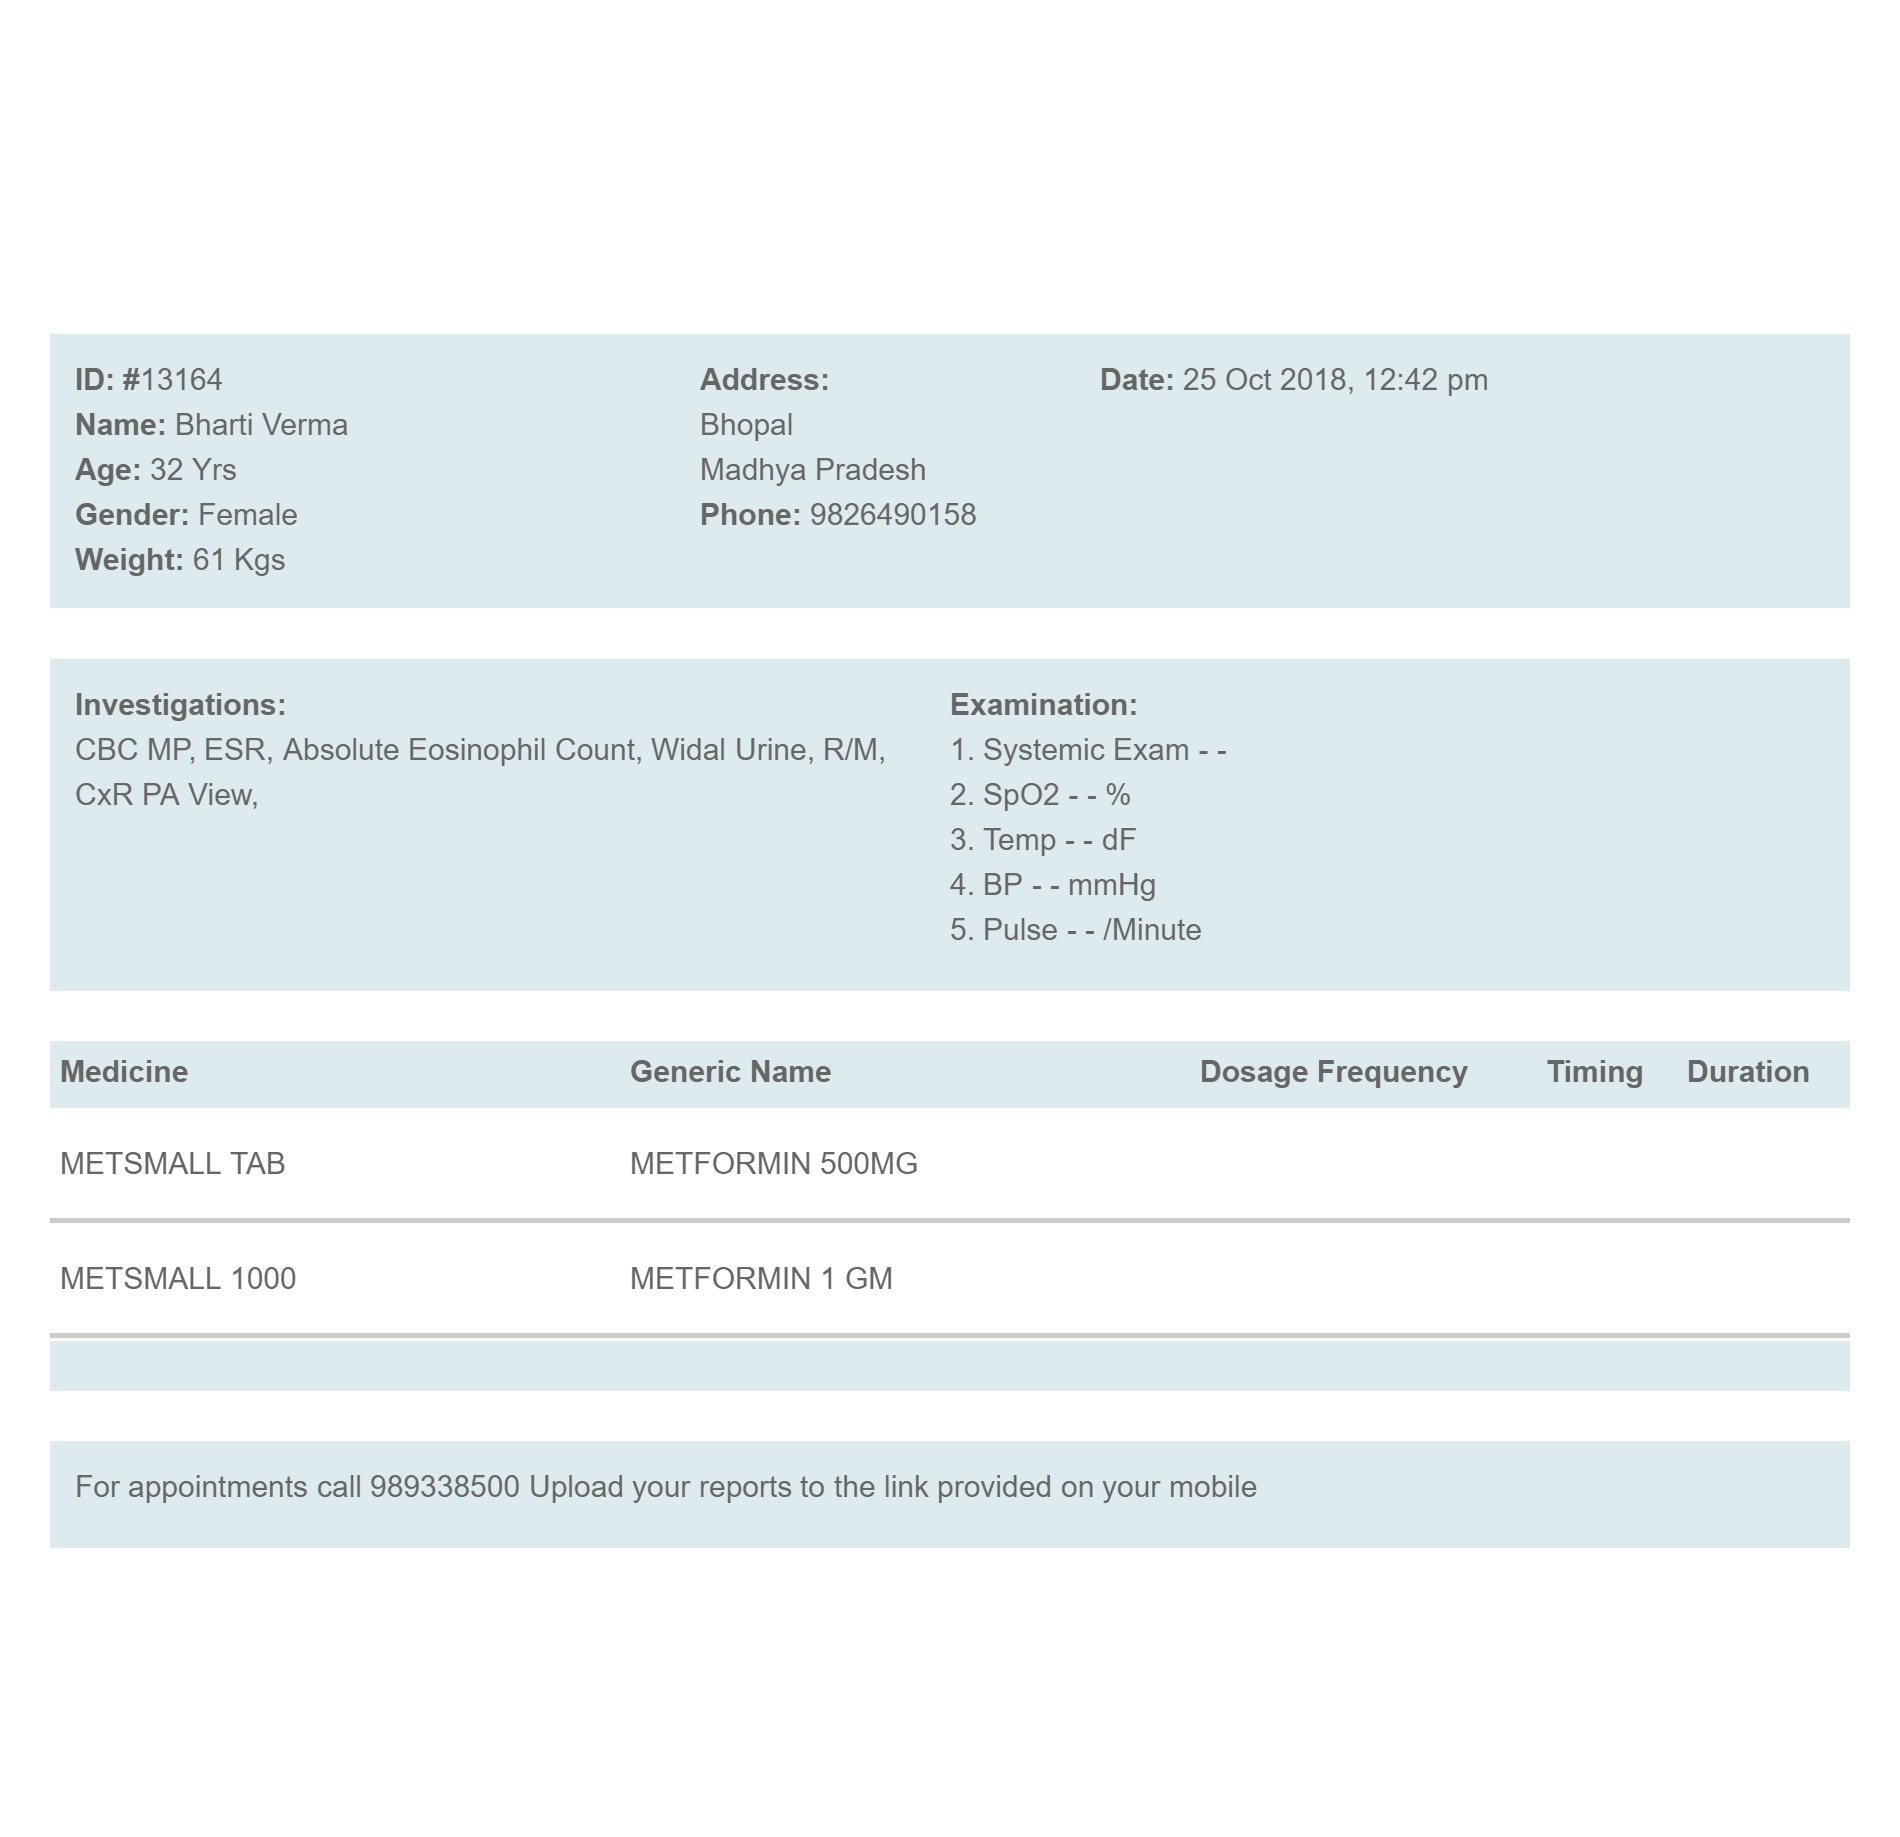 ID: #13164
Name: Bharti Verma
Age: 32 Yrs
Gender: Female
Weight: 61 Kgs
Address:
Bhopal
Madhya Pradesh
Phone: 9826490158
Date: 25 Oct 2018, 12:42 pm
Investigations:
CBC MP, ESR, Absolute Eosinophil Count, Widal Urine, R/M,
CxR PA View,
Examination:
1. Systemic Exam - -
2. SpO2 - - %
3. Temp - - dF
4. BP - - mmHg
5. Pulse - - /Minute
Medicine Generic Name Dosage Frequency Timing Duration
METSMALL TAB METFORMIN 500MG
METSMALL 1000 METFORMIN 1 GM
For appointments call 989338500 Upload your reports to the link provided on your mobile